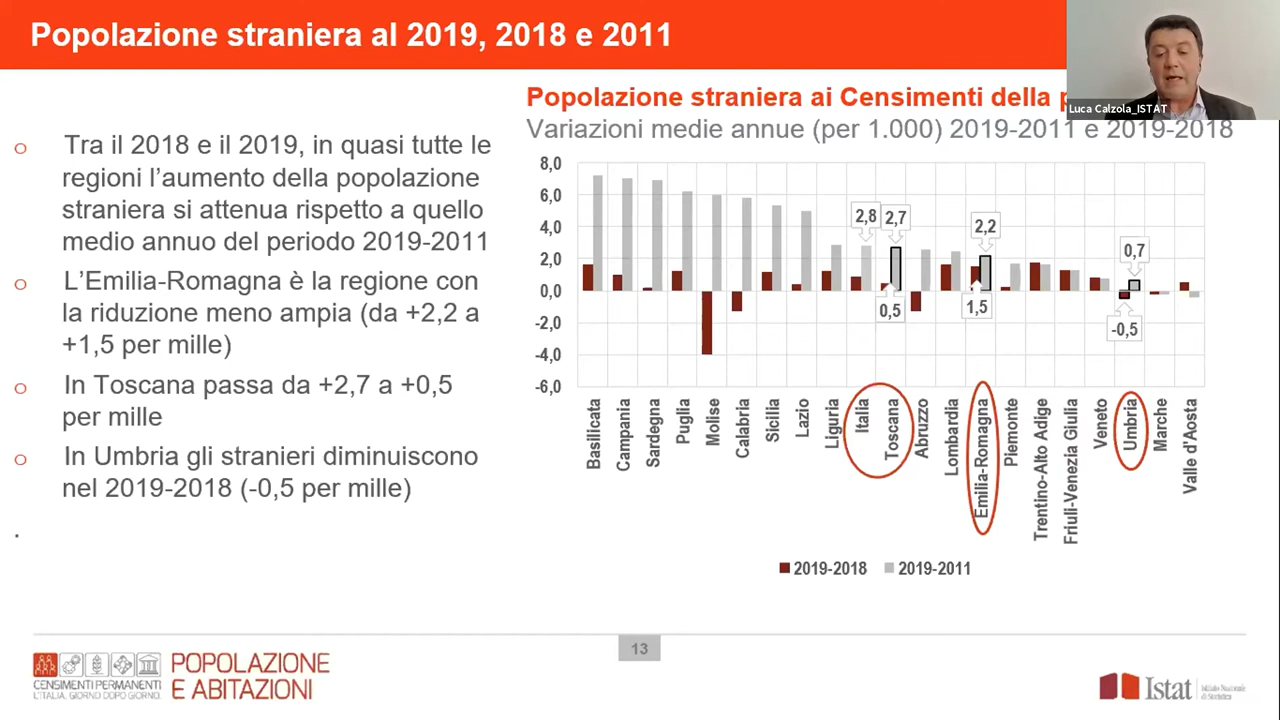 Popolazione straniera al 2019, 2018 e 2011
Luca Calzola_ISTAT
Popolazione straniera ai Censimenti della
Variazioni medie annue (per 1.000) 2019-2011 e 2019-2018
o Tra il 2018 e il 2019, in quasi tutte le
regioni l'aumento della popolazione
straniera si attenua rispetto a quello
medio annuo del periodo 2019-2011
o L'Emilia-Romagna è la regione con
la riduzione meno ampia (da +2,2 a
+1,5 per mille)
o In Toscana passa da +2,7 a +0,5
per mille
o In Umbria gli stranieri diminuiscono
nel 2019-2018 (-0,5 per mille)
.
8,0
6,0
4,0
2,0
0,0
-2,0
-4,0
-6,0
2,8
2,7
0,5
2,2
1,5
0,7
-0,5
Basilicata
Campania
Sardegna
Puglia
Molise
Calabria
Sicilia
Lazio
Liguria
Italia
Toscana
Abruzzo
Lombardia
Emilia-Romagna
Piemonte
Trentino-Alto Adige
Friuli-Venezia Giulia
Veneto
Umbria
Marche
Valle d'Aosta
2019-2018
2019-2011
13
CENSIMENTI PERMANENTI
L'ITALIA. GIORNO DOPO GIORNO.
POPOLAZIONE
E ABITAZIONI
Istat
Istituto Nazionale
di Statistica